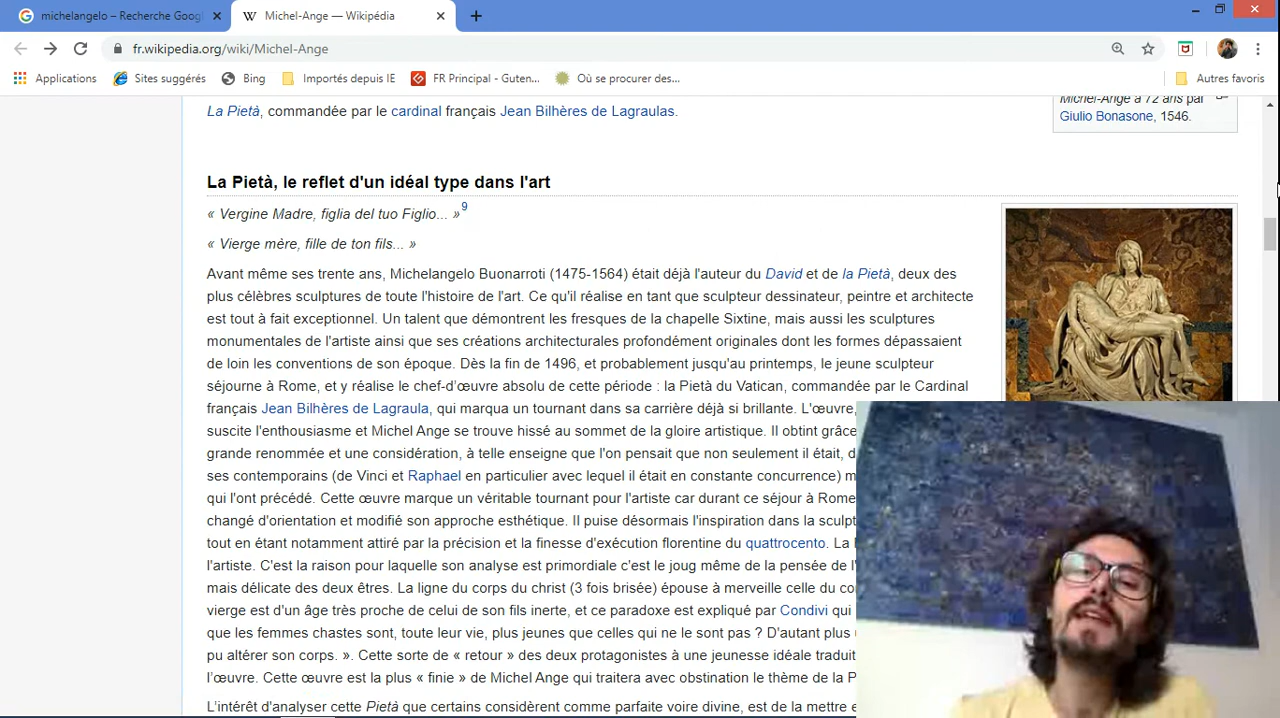 michelangelo – Recherche Goog
Michel-Ange — Wikipédia
fr.wikipedia.org/wiki/Michel-Ange
Applications
Sites suggérés
Bing
Importés depuis IE
FR Principal - Guten...
Où se procurer des...
Autres favoris
La Pietà, commandée par le cardinal français Jean Bilhères de Lagraulas.
Michel-Ange à 72 ans par
Giulio Bonasone, 1546.
La Pietà, le reflet d'un idéal type dans l'art
« Vergine Madre, figlia del tuo Figlio... »9
« Vierge mère, fille de ton fils... »
Avant même ses trente ans, Michelangelo Buonarroti (1475-1564) était déjà l'auteur du David et de la Pietà, deux des
plus célèbres sculptures de toute l'histoire de l'art. Ce qu'il réalise en tant que sculpteur dessinateur, peintre et architecte
est tout à fait exceptionnel. Un talent que démontrent les fresques de la chapelle Sixtine, mais aussi les sculptures
monumentales de l'artiste ainsi que ses créations architecturales profondément originales dont les formes dépassaient
de loin les conventions de son époque. Dès la fin de 1496, et probablement jusqu'au printemps, le jeune sculpteur
séjourne à Rome, et y réalise le chef-d'œuvre absolu de cette période : la Pietà du Vatican, commandée par le Cardinal
français Jean Bilhères de Lagraula, qui marqua un tournant dans sa carrière déjà si brillante. L'œuvre,
suscite l'enthousiasme et Michel Ange se trouve hissé au sommet de la gloire artistique. Il obtint grâce
grande renommée et une considération, à telle enseigne que l'on pensait que non seulement il était, d
ses contemporains (de Vinci et Raphael en particulier avec lequel il était en constante concurrence) m
qui l'ont précédé. Cette œuvre marque un véritable tournant pour l'artiste car durant ce séjour à Rome
changé d'orientation et modifié son approche esthétique. Il puise désormais l'inspiration dans la sculpt
tout en étant notamment attiré par la précision et la finesse d'exécution florentine du quattrocento. La
l'artiste. C'est la raison pour laquelle son analyse est primordiale c'est le joug même de la pensée de l'
mais délicate des deux êtres. La ligne du corps du christ (3 fois brisée) épouse à merveille celle du co
vierge est d'un âge très proche de celui de son fils inerte, et ce paradoxe est expliqué par Condivi qui
que les femmes chastes sont, toute leur vie, plus jeunes que celles qui ne le sont pas ? D'autant plus
pu altérer son corps. ». Cette sorte de « retour » des deux protagonistes à une jeunesse idéale traduit
l'œuvre. Cette œuvre est la plus « finie » de Michel Ange qui traitera avec obstination le thème de la P
L'intérêt d'analyser cette Pietà que certains considèrent comme parfaite voire divine, est de la mettre e